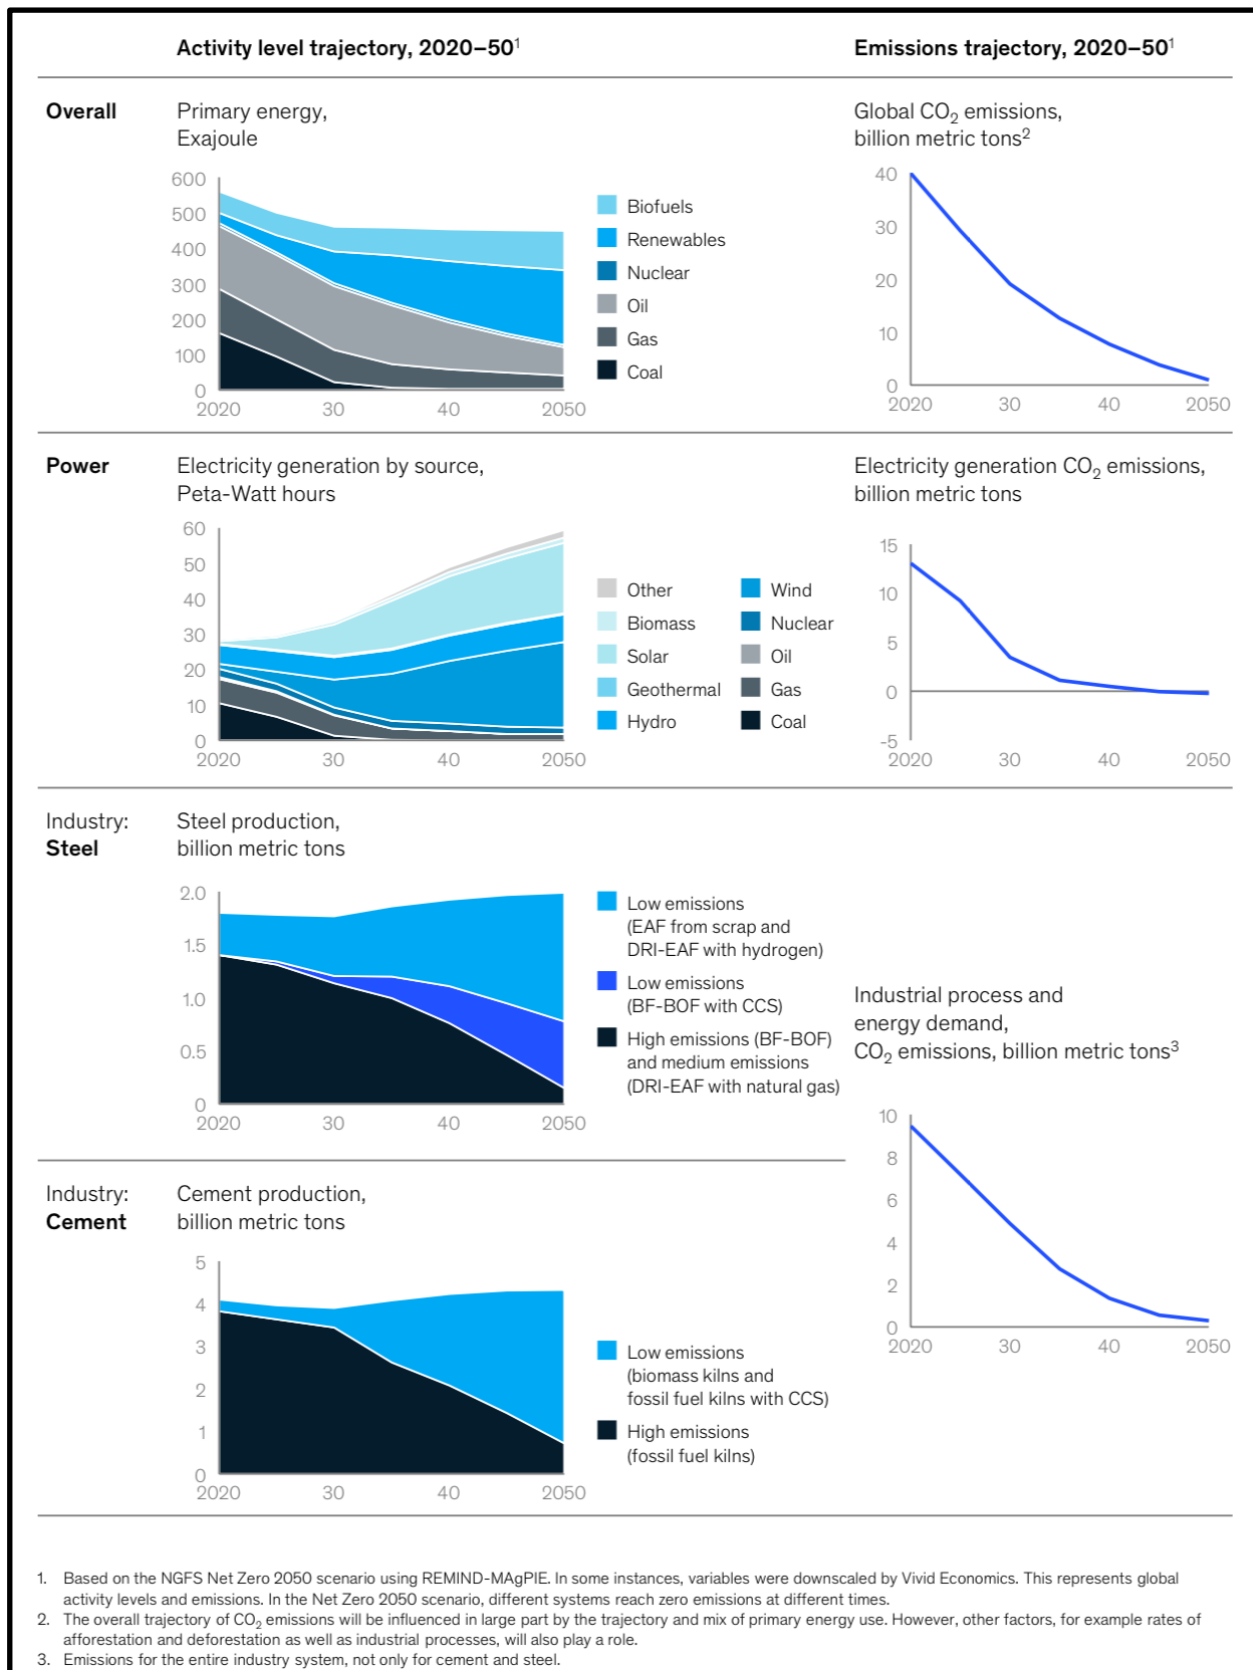 Activity level trajectory, 2020–50¹
Emissions trajectory, 2020–50¹
Overall
Primary energy,
Exajoule
600
500
400
300
200
100
0
2020
30
40
2050
Biofuels
Renewables
Nuclear
Oil
Gas
Coal
Global CO₂ emissions,
billion metric tons²
40
30
20
10
0
2020
30
40
2050
Power
Electricity generation by source,
Peta-Watt hours
60
50
40
30
20
10
0
2020
30
40
2050
Other
Biomass
Solar
Geothermal
Hydro
Wind
Nuclear
Oil
Gas
Coal
Electricity generation CO₂ emissions,
billion metric tons
15
10
5
0
-5
2020
30
40
2050
Industry:
Steel
Steel production,
billion metric tons
2.0
1.5
1.0
0.5
0
2020
30
40
2050
Low emissions
(EAF from scrap and
DRI-EAF with hydrogen)
Low emissions
(BF-BOF with CCS)
High emissions (BF-BOF)
and medium emissions
(DRI-EAF with natural gas)
Industrial process and
energy demand,
CO₂ emissions, billion metric tons³
10
8
6
4
2
0
2020
30
40
2050
Industry:
Cement
Cement production,
billion metric tons
5
4
3
2
1
0
2020
30
40
2050
Low emissions
(biomass kilns and
fossil fuel kilns with CCS)
High emissions
(fossil fuel kilns)
1. Based on the NGFS Net Zero 2050 scenario using REMIND-MAgPIE. In some instances, variables were downscaled by Vivid Economics. This represents global
activity levels and emissions. In the Net Zero 2050 scenario, different systems reach zero emissions at different times.
2. The overall trajectory of CO₂ emissions will be influenced in large part by the trajectory and mix of primary energy use. However, other factors, for example rates of
afforestation and deforestation as well as industrial processes, will also play a role.
3. Emissions for the entire industry system, not only for cement and steel.